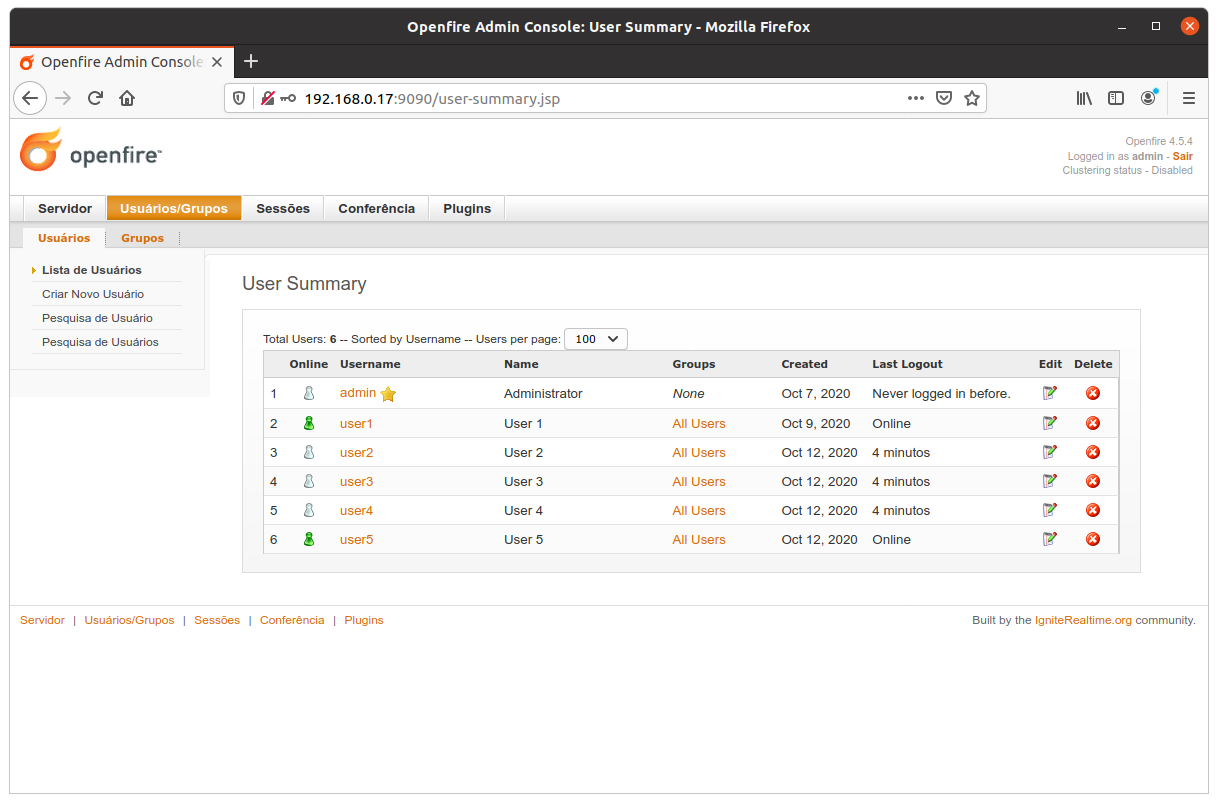 Openfire Admin Console: User Summary - Mozilla Firefox
Openfire Admin Console
192.168.0.17:9090/user-summary.jsp
openfire™
Openfire 4.5.4
Logged in as admin - Sair
Clustering status - Disabled
Servidor Usuários/Grupos Sessões Conferência Plugins
Usuários Grupos
Lista de Usuários
Criar Novo Usuário
Pesquisa de Usuário
Pesquisa de Usuários
User Summary
Total Users: 6 -- Sorted by Username -- Users per page: 100
Online Username Name Groups Created Last Logout Edit Delete
1 admin Administrator None Oct 7, 2020 Never logged in before.
2 user1 User 1 All Users Oct 9, 2020 Online
3 user2 User 2 All Users Oct 12, 2020 4 minutos
4 user3 User 3 All Users Oct 12, 2020 4 minutos
5 user4 User 4 All Users Oct 12, 2020 4 minutos
6 user5 User 5 All Users Oct 12, 2020 Online
Servidor | Usuários/Grupos | Sessões | Conferência | Plugins
Built by the IgniteRealtime.org community.